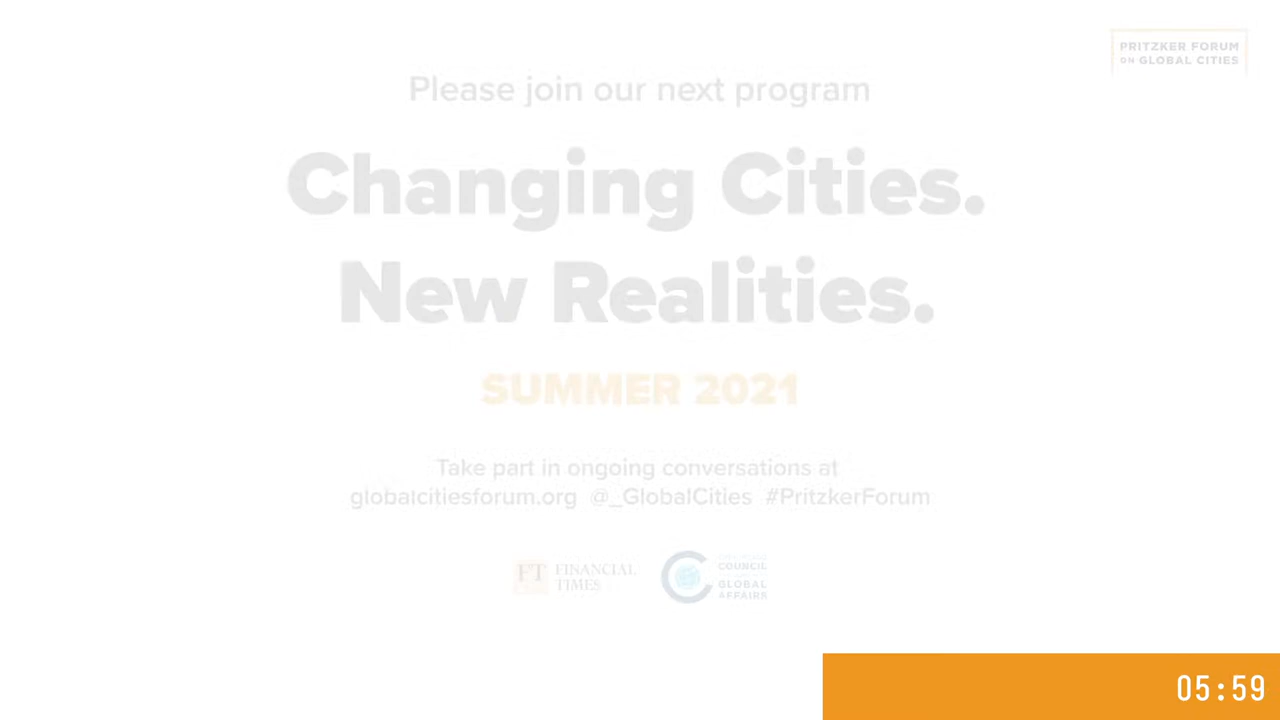 PRITZKER FORUM
ON GLOBAL CITIES
Please join our next program
Changing Cities.
New Realities.
SUMMER 2021
Take part in ongoing conversations at
globalcitiesforum.org @_GlobalCities #PritzkerForum
FT FINANCIAL
TIMES
COUNCIL
GLOBAL
AFFAIRS
05:59